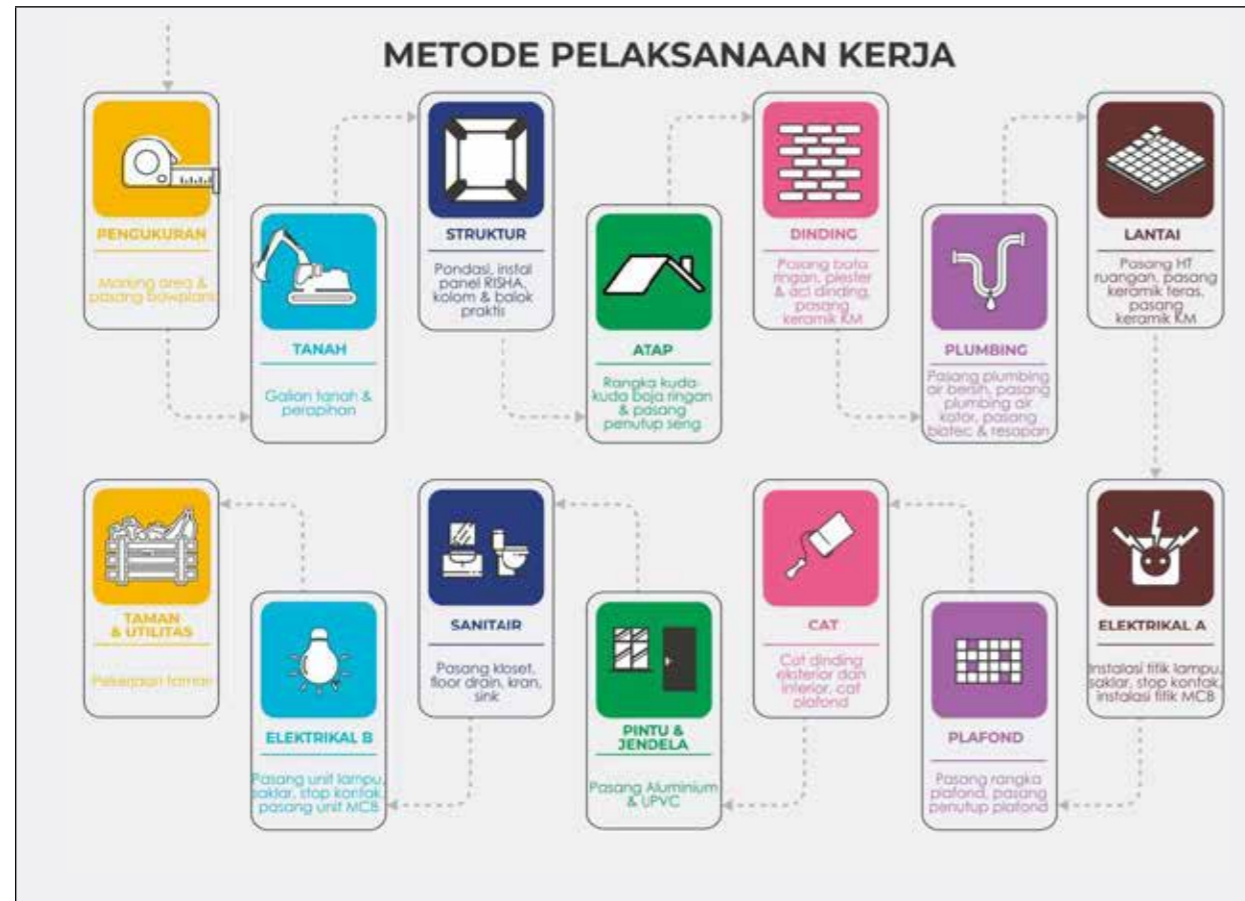 METODE PELAKSANAAN KERJA
PENGUKURAN
Marking area &
pasang bowplank
TANAH
Galian tanah &
perapihan
STRUKTUR
Pondasi, instal
panel RISHA,
kolom & balok
praktis
ATAP
Rangka kuda-
kuda baja ringan
& pasang
penutup seng
DINDING
Pasang bata
ringan, plester
& aci dinding,
pasang
keramik KM
PLUMBING
Pasang plumbing
air bersih, pasang
plumbing air
kotor, pasang
biotec & resapan
LANTAI
Pasang HT
ruangan, pasang
keramik teras,
pasang
keramik KM
ELEKTRIKAL A
Instalasi titik lampu,
saklar, stop kontak,
instalasi titik MCB
PLAFOND
Pasang rangka
plafond, pasang
penutup plafond
CAT
Cat dinding
eksterior dan
interior, cat
plafond
PINTU &
JENDELA
Pasang Aluminium
& UPVC
SANITAIR
Pasang kloset,
floor drain, kran,
sink
ELEKTRIKAL B
Pasang unit lampu,
saklar, stop kontak,
pasang unit MCB
TAMAN
& UTILITAS
Pekerjaan taman